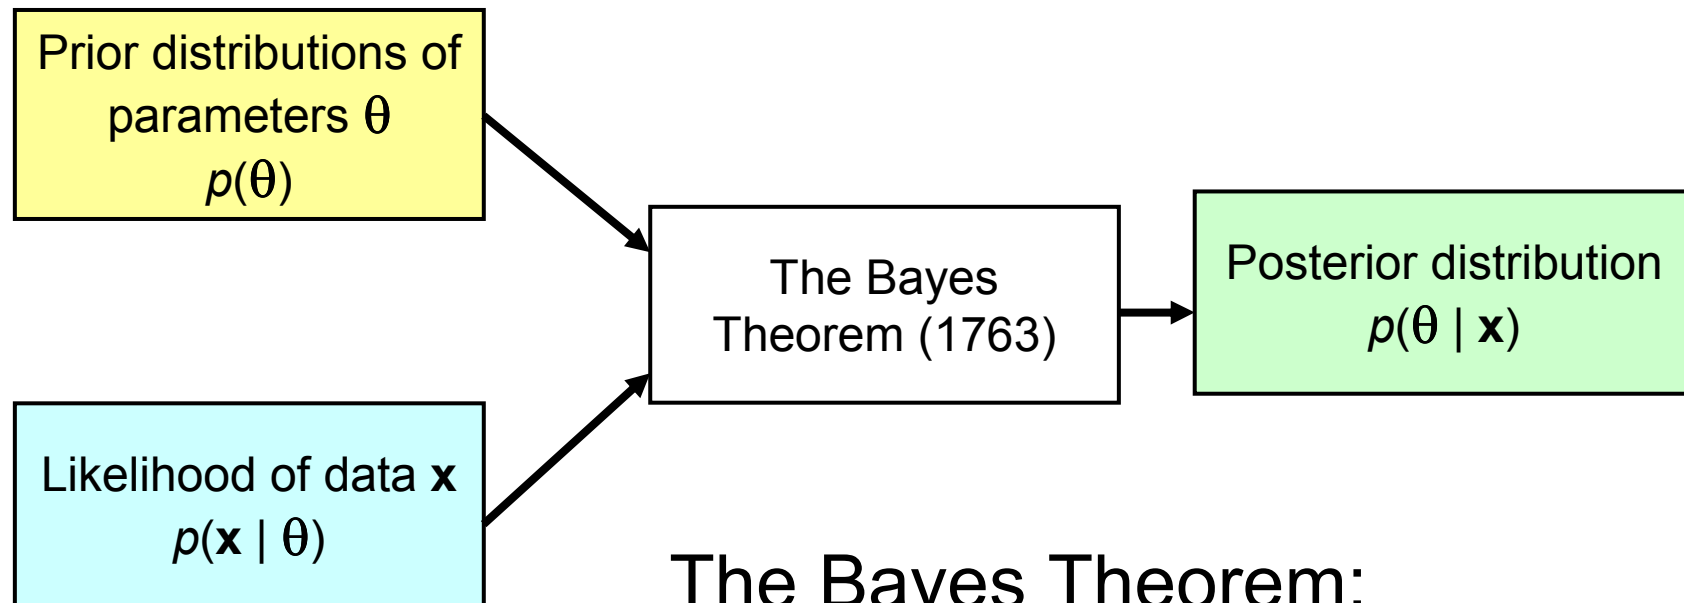 Prior distributions of
parameters θ
p(θ)
The Bayes
Theorem (1763)
Posterior distribution
p(θ | x)
Likelihood of data x
p(x | θ)
The Bayes Theorem: